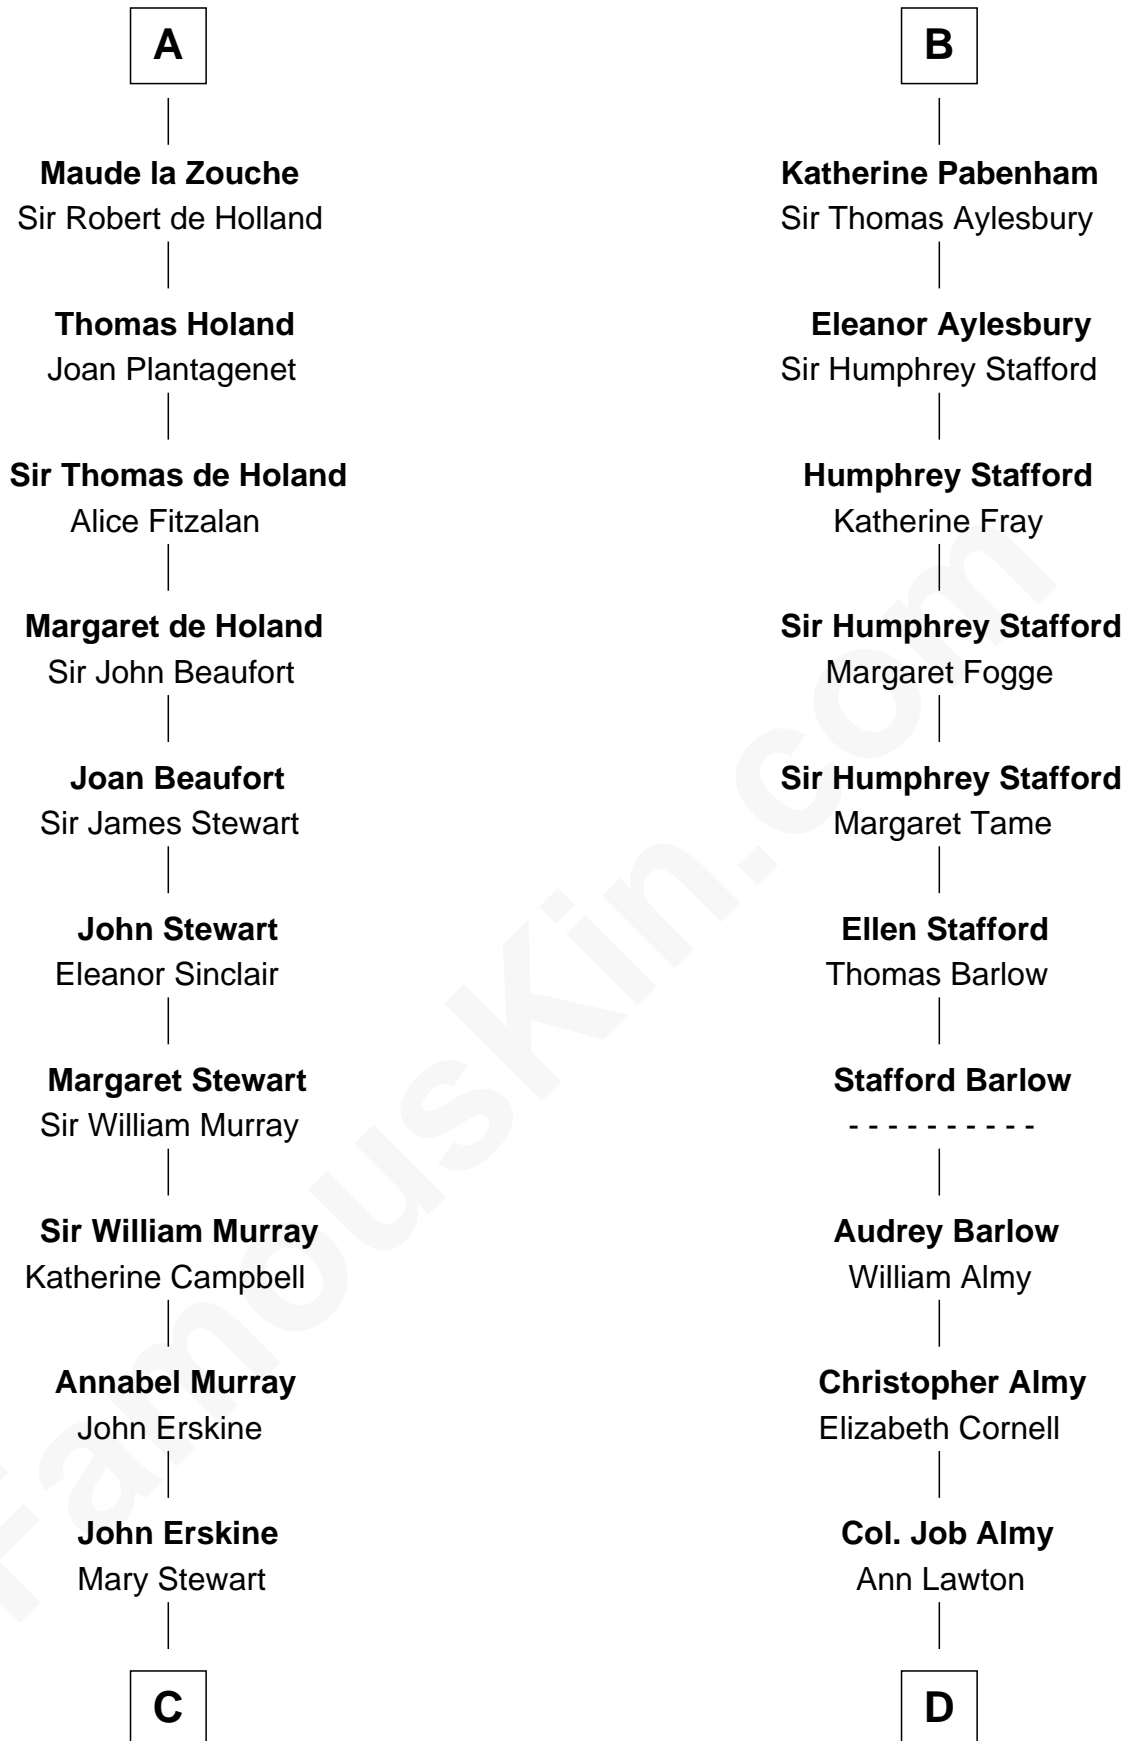 A
Maude la Zouche
Sir Robert de Holland
Thomas Holand
Joan Plantagenet
Sir Thomas de Holand
Alice Fitzalan
Margaret de Holand
Sir John Beaufort
Joan Beaufort
Sir James Stewart
John Stewart
Eleanor Sinclair
Margaret Stewart
Sir William Murray
Sir William Murray
Katherine Campbell
Annabel Murray
John Erskine
John Erskine
Mary Stewart
C
B
Katherine Pabenham
Sir Thomas Aylesbury
Eleanor Aylesbury
Sir Humphrey Stafford
Humphrey Stafford
Katherine Fray
Sir Humphrey Stafford
Margaret Fogge
Sir Humphrey Stafford
Margaret Tame
Ellen Stafford
Thomas Barlow
Stafford Barlow
- - - - - - - - - -
Audrey Barlow
William Almy
Christopher Almy
Elizabeth Cornell
Col. Job Almy
Ann Lawton
D
FamousKin.com